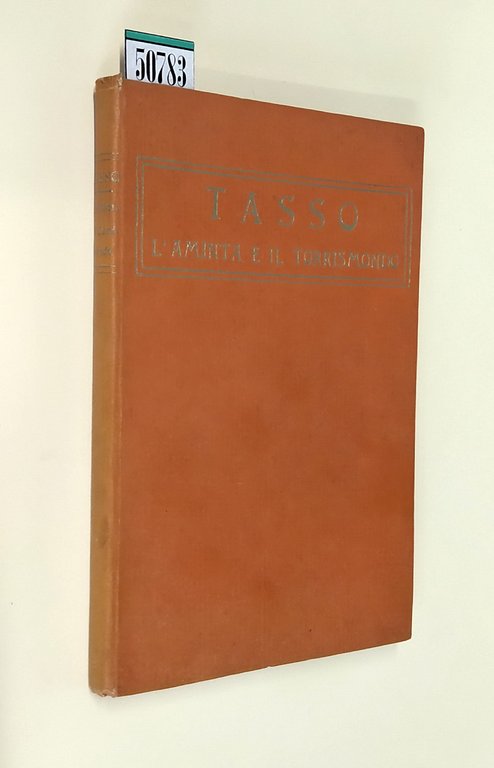 50783
TASSO
L'AMINTA E IL TORRISMONDO